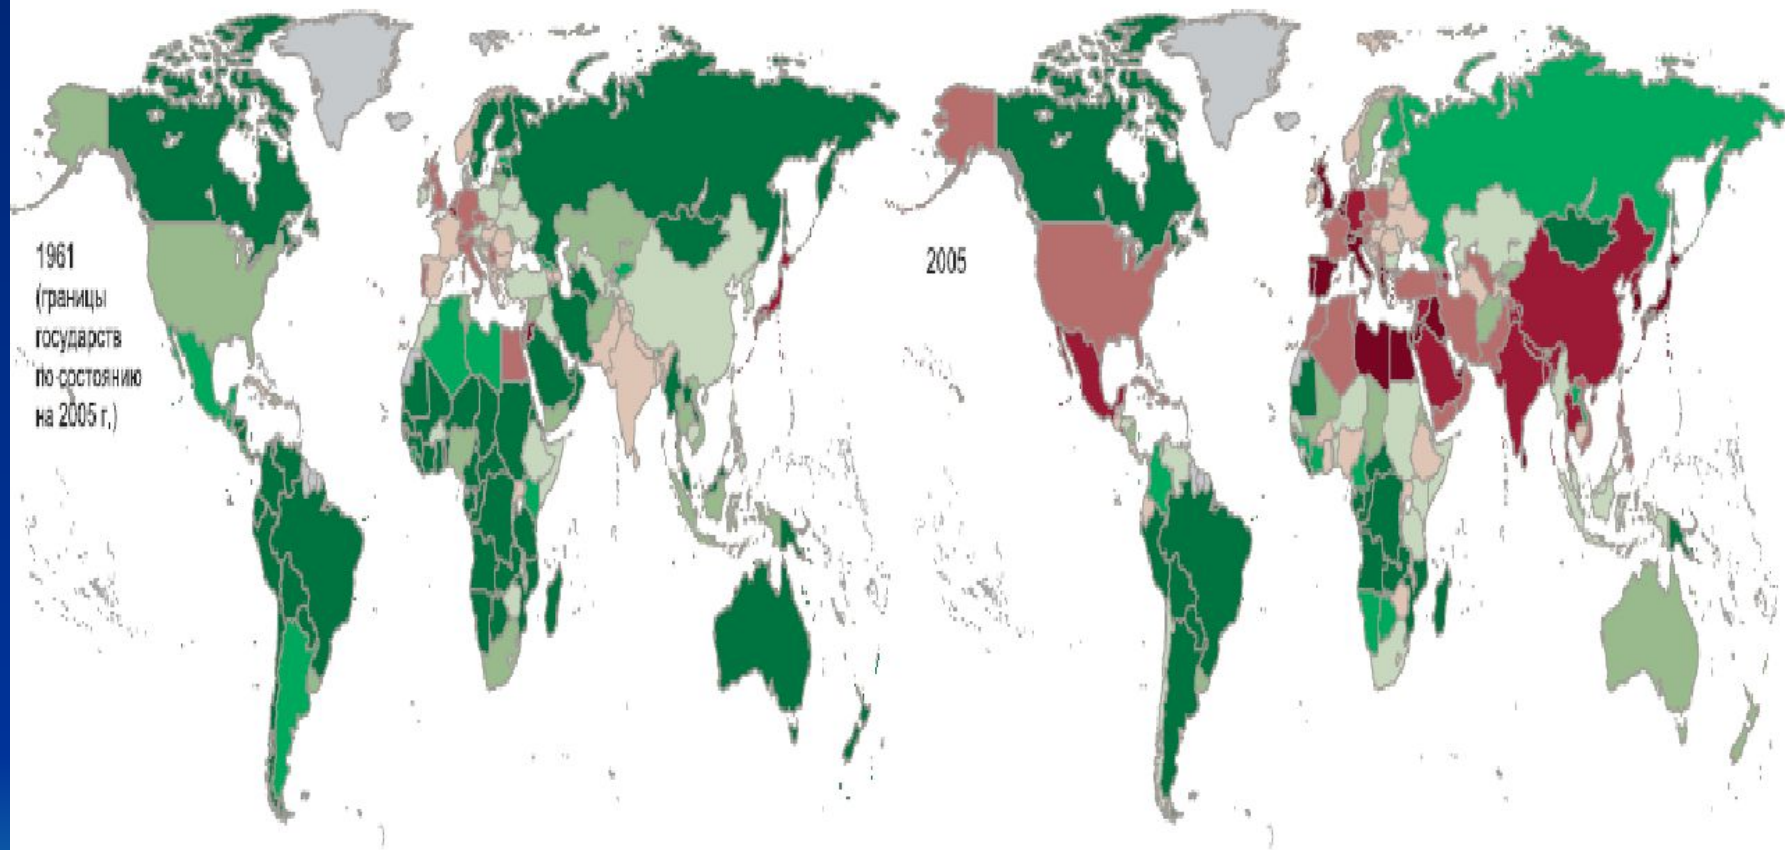 1961
(границы
государств
по состоянию
на 2005 г.)
2005